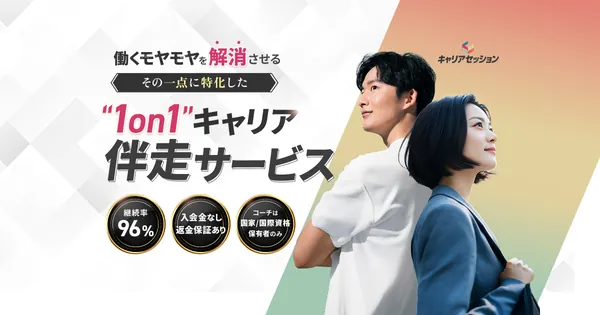 働くモヤモヤを解消させる
その一点に特化した
“1on1”キャリア
伴走サービス
継続率
96%
入会金なし
返金保証あり
コーチは
国家/国際資格
保有者のみ
キャリアセッション